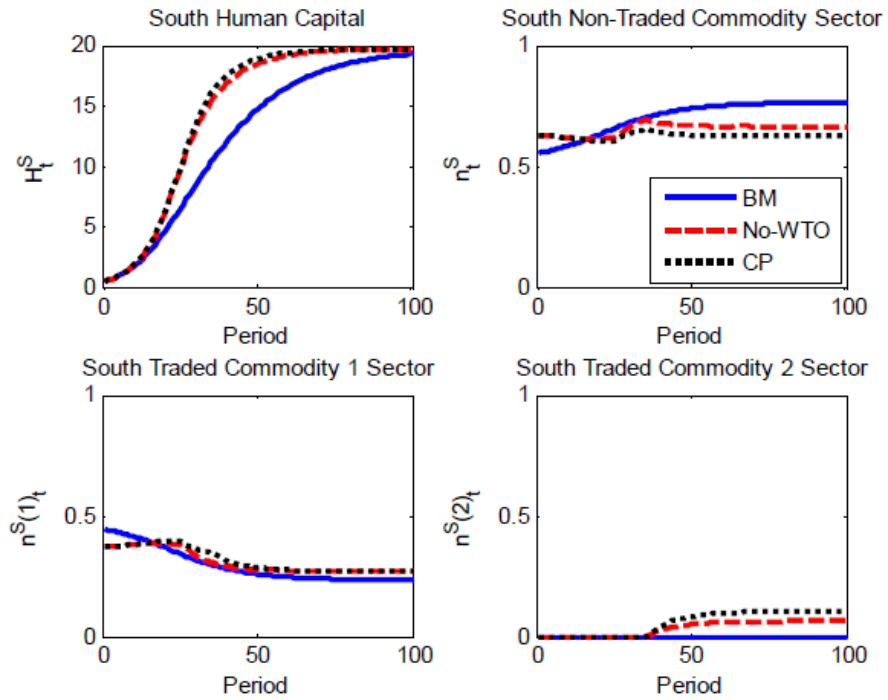 South Human Capital
20
15
10
5
0
H_t^S
0 50 100
Period
South Non-Traded Commodity Sector
1
0.5
0
n_t^S
BM
No-WTO
CP
0 50 100
Period
South Traded Commodity 1 Sector
1
0.5
0
n^S(1)_t
0 50 100
Period
South Traded Commodity 2 Sector
1
0.5
0
n^S(2)_t
0 50 100
Period